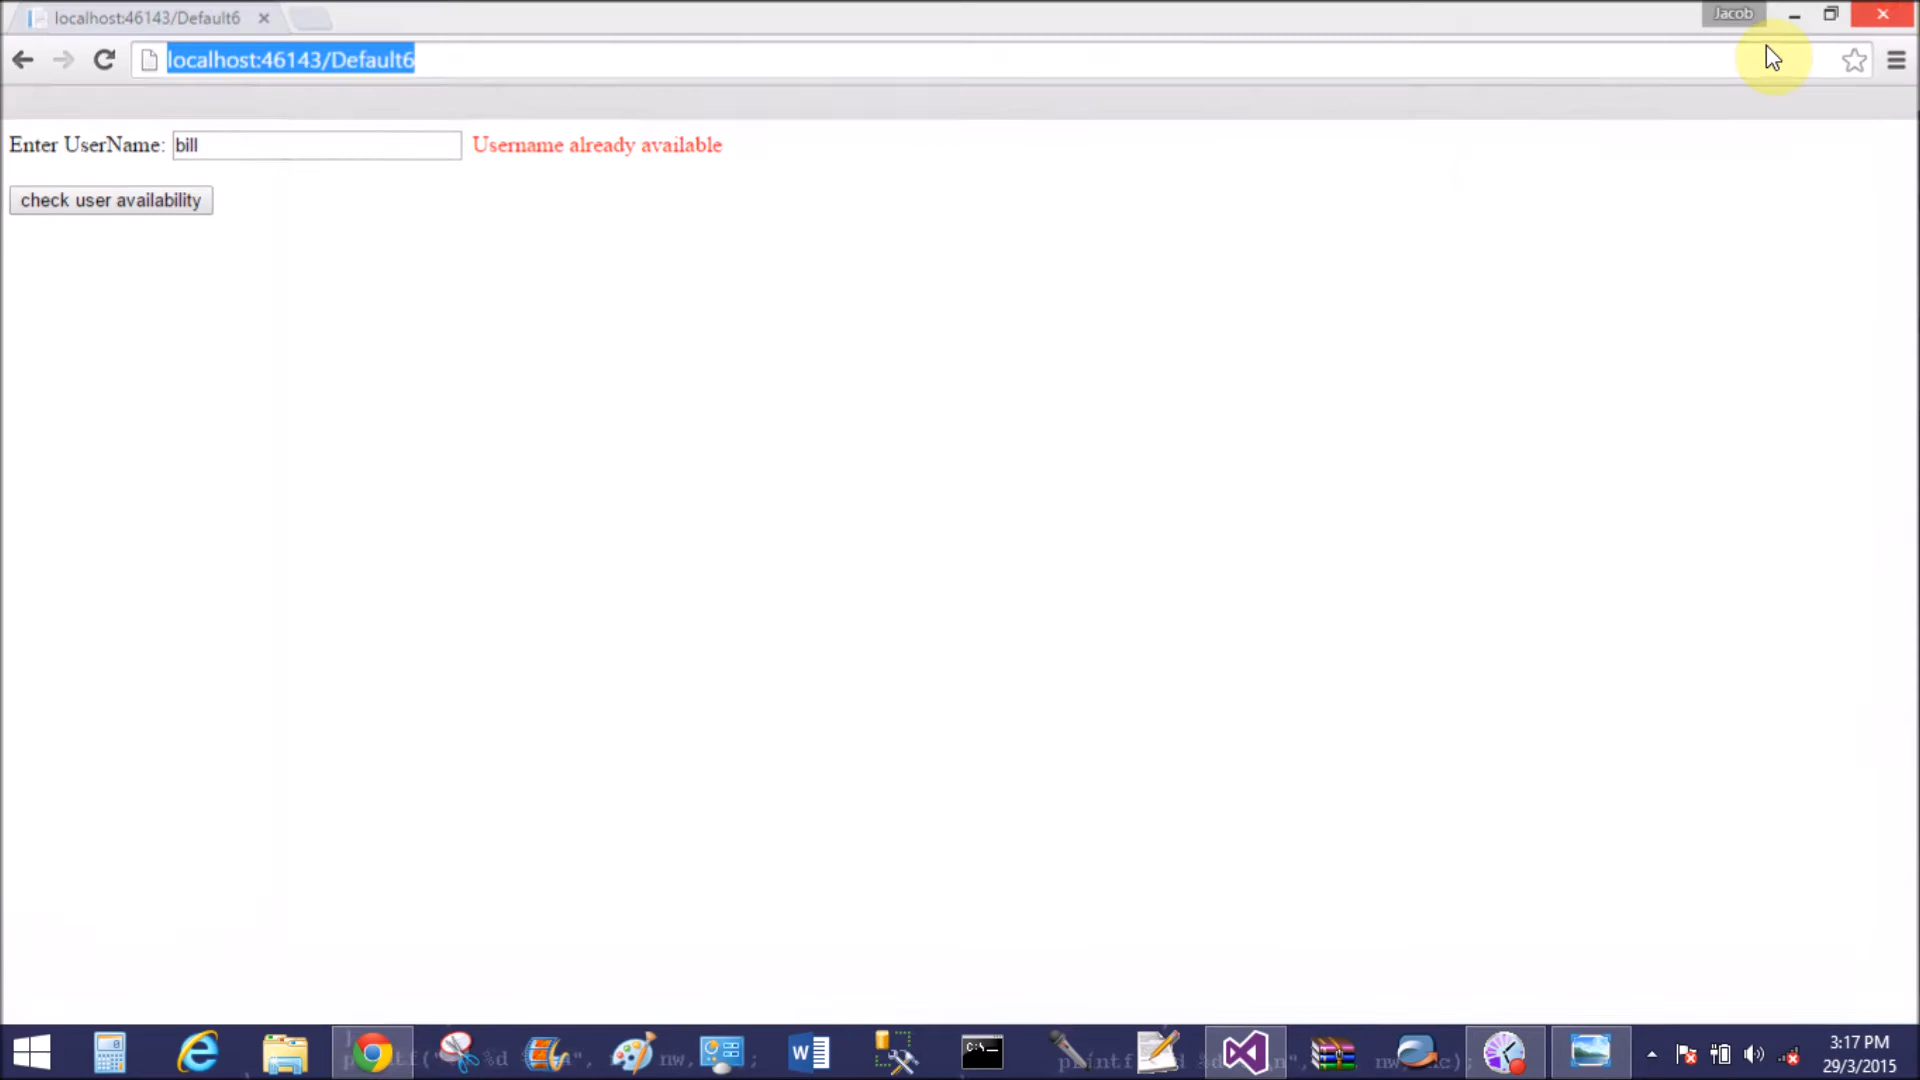 localhost:46143/Default6
Jacob
localhost:46143/Default6
Enter UserName: bill Username already available
check user availability
3:17 PM
29/3/2015